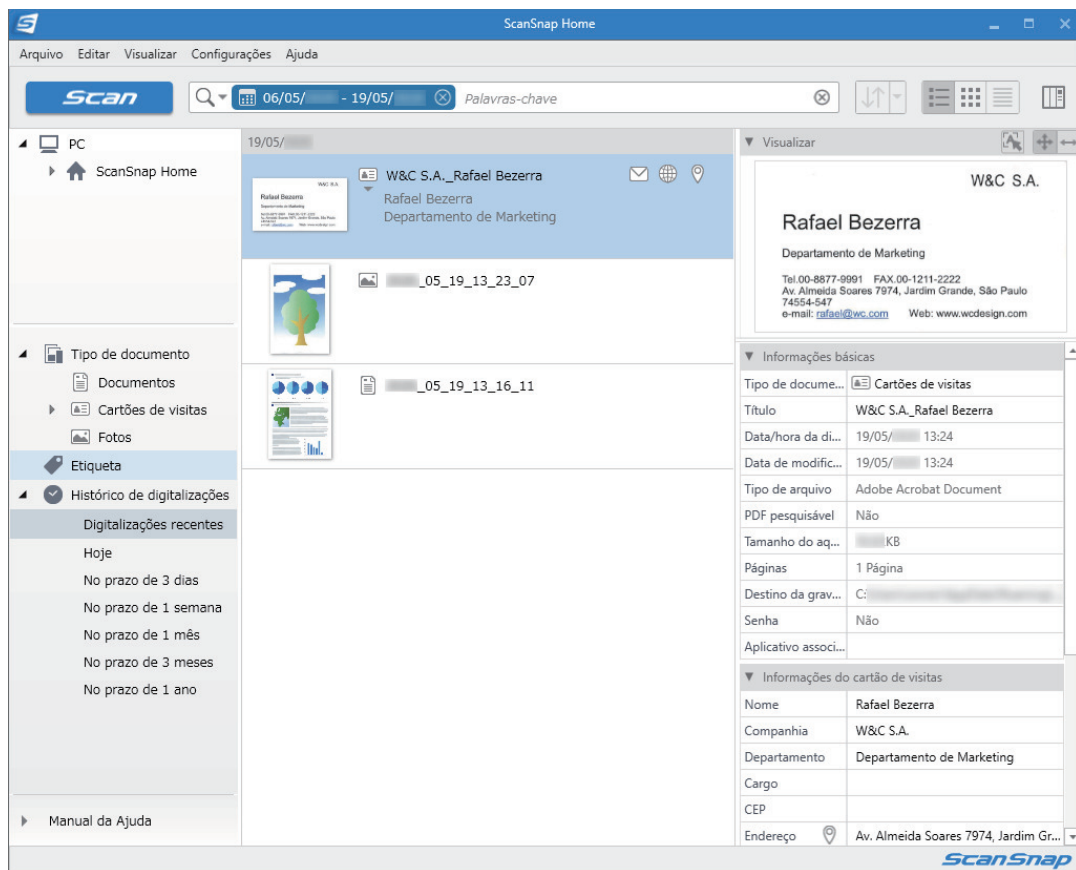 ScanSnap Home
Arquivo Editar Visualizar Configurações Ajuda
Scan
06/05/ - 19/05/ Palavras-chave
PC
ScanSnap Home
Tipo de documento
Documentos
Cartões de visitas
Fotos
Etiqueta
Histórico de digitalizações
Digitalizações recentes
Hoje
No prazo de 3 dias
No prazo de 1 semana
No prazo de 1 mês
No prazo de 3 meses
No prazo de 1 ano
Manual da Ajuda
19/05/
W&C S.A.
Rafael Bezerra
W&C S.A._Rafael Bezerra
Rafael Bezerra
Departamento de Marketing
_05_19_13_23_07
_05_19_13_16_11
Visualizar
W&C S.A.
Rafael Bezerra
Departamento de Marketing
Tel.00-8877-9991 FAX.00-1211-2222
Av. Almeida Soares 7974, Jardim Grande, São Paulo
74554-547
e-mail: rafael@wc.com Web: www.wcdesign.com
Informações básicas
Tipo de docume... Cartões de visitas
Título W&C S.A._Rafael Bezerra
Data/hora da di... 19/05/ 13:24
Data de modific... 19/05/ 13:24
Tipo de arquivo Adobe Acrobat Document
PDF pesquisável Não
Tamanho do aq... KB
Páginas 1 Página
Destino da grav... C:
Senha Não
Aplicativo associ...
Informações do cartão de visitas
Nome Rafael Bezerra
Companhia W&C S.A.
Departamento Departamento de Marketing
Cargo
CEP
Endereço Av. Almeida Soares 7974, Jardim Gr...
ScanSnap